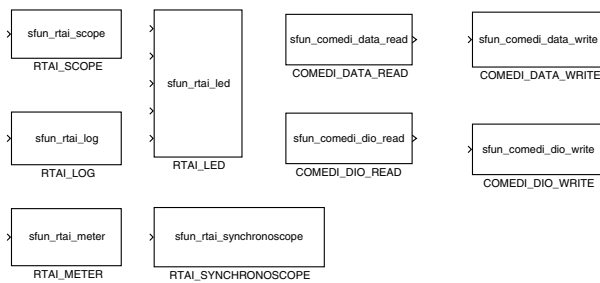 sfun_rtai_scope
RTAI_SCOPE
sfun_rtai_led
RTAI_LED
sfun_comedi_data_read
COMEDI_DATA_READ
sfun_comedi_data_write
COMEDI_DATA_WRITE
sfun_rtai_log
RTAI_LOG
sfun_comedi_dio_read
COMEDI_DIO_READ
sfun_comedi_dio_write
COMEDI_DIO_WRITE
sfun_rtai_meter
RTAI_METER
sfun_rtai_synchronoscope
RTAI_SYNCHRONOSCOPE